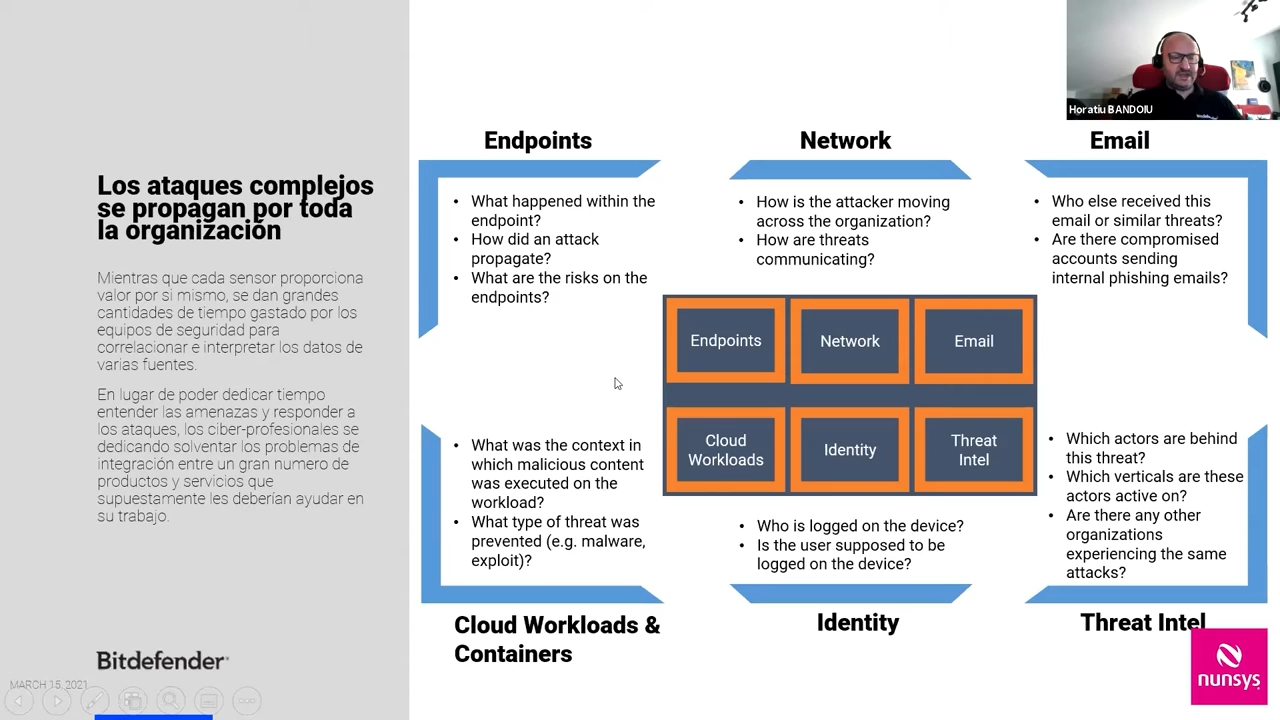 Horatiu BANDOIU
Los ataques complejos
se propagan por toda
la organización
Mientras que cada sensor proporciona
valor por si mismo, se dan grandes
cantidades de tiempo gastado por los
equipos de seguridad para
correlacionar e interpretar los datos de
varias fuentes.
En lugar de poder dedicar tiempo
entender las amenazas y responder a
los ataques, los ciber-profesionales se
dedicando solventar los problemas de
integración entre un gran numero de
productos y servicios que
supuestamente les deberían ayudar en
su trabajo.
Bitdefender
MARCH 15, 2021
Endpoints
• What happened within the
endpoint?
• How did an attack
propagate?
• What are the risks on the
endpoints?
Network
• How is the attacker moving
across the organization?
• How are threats
communicating?
Email
• Who else received this
email or similar threats?
• Are there compromised
accounts sending
internal phishing emails?
Endpoints
Network
Email
Cloud
Workloads
Identity
Threat
Intel
• What was the context in
which malicious content
was executed on the
workload?
• What type of threat was
prevented (e.g. malware,
exploit)?
Cloud Workloads &
Containers
• Who is logged on the device?
• Is the user supposed to be
logged on the device?
Identity
• Which actors are behind
this threat?
• Which verticals are these
actors active on?
• Are there any other
organizations
experiencing the same
attacks?
Threat Intel
nunsys